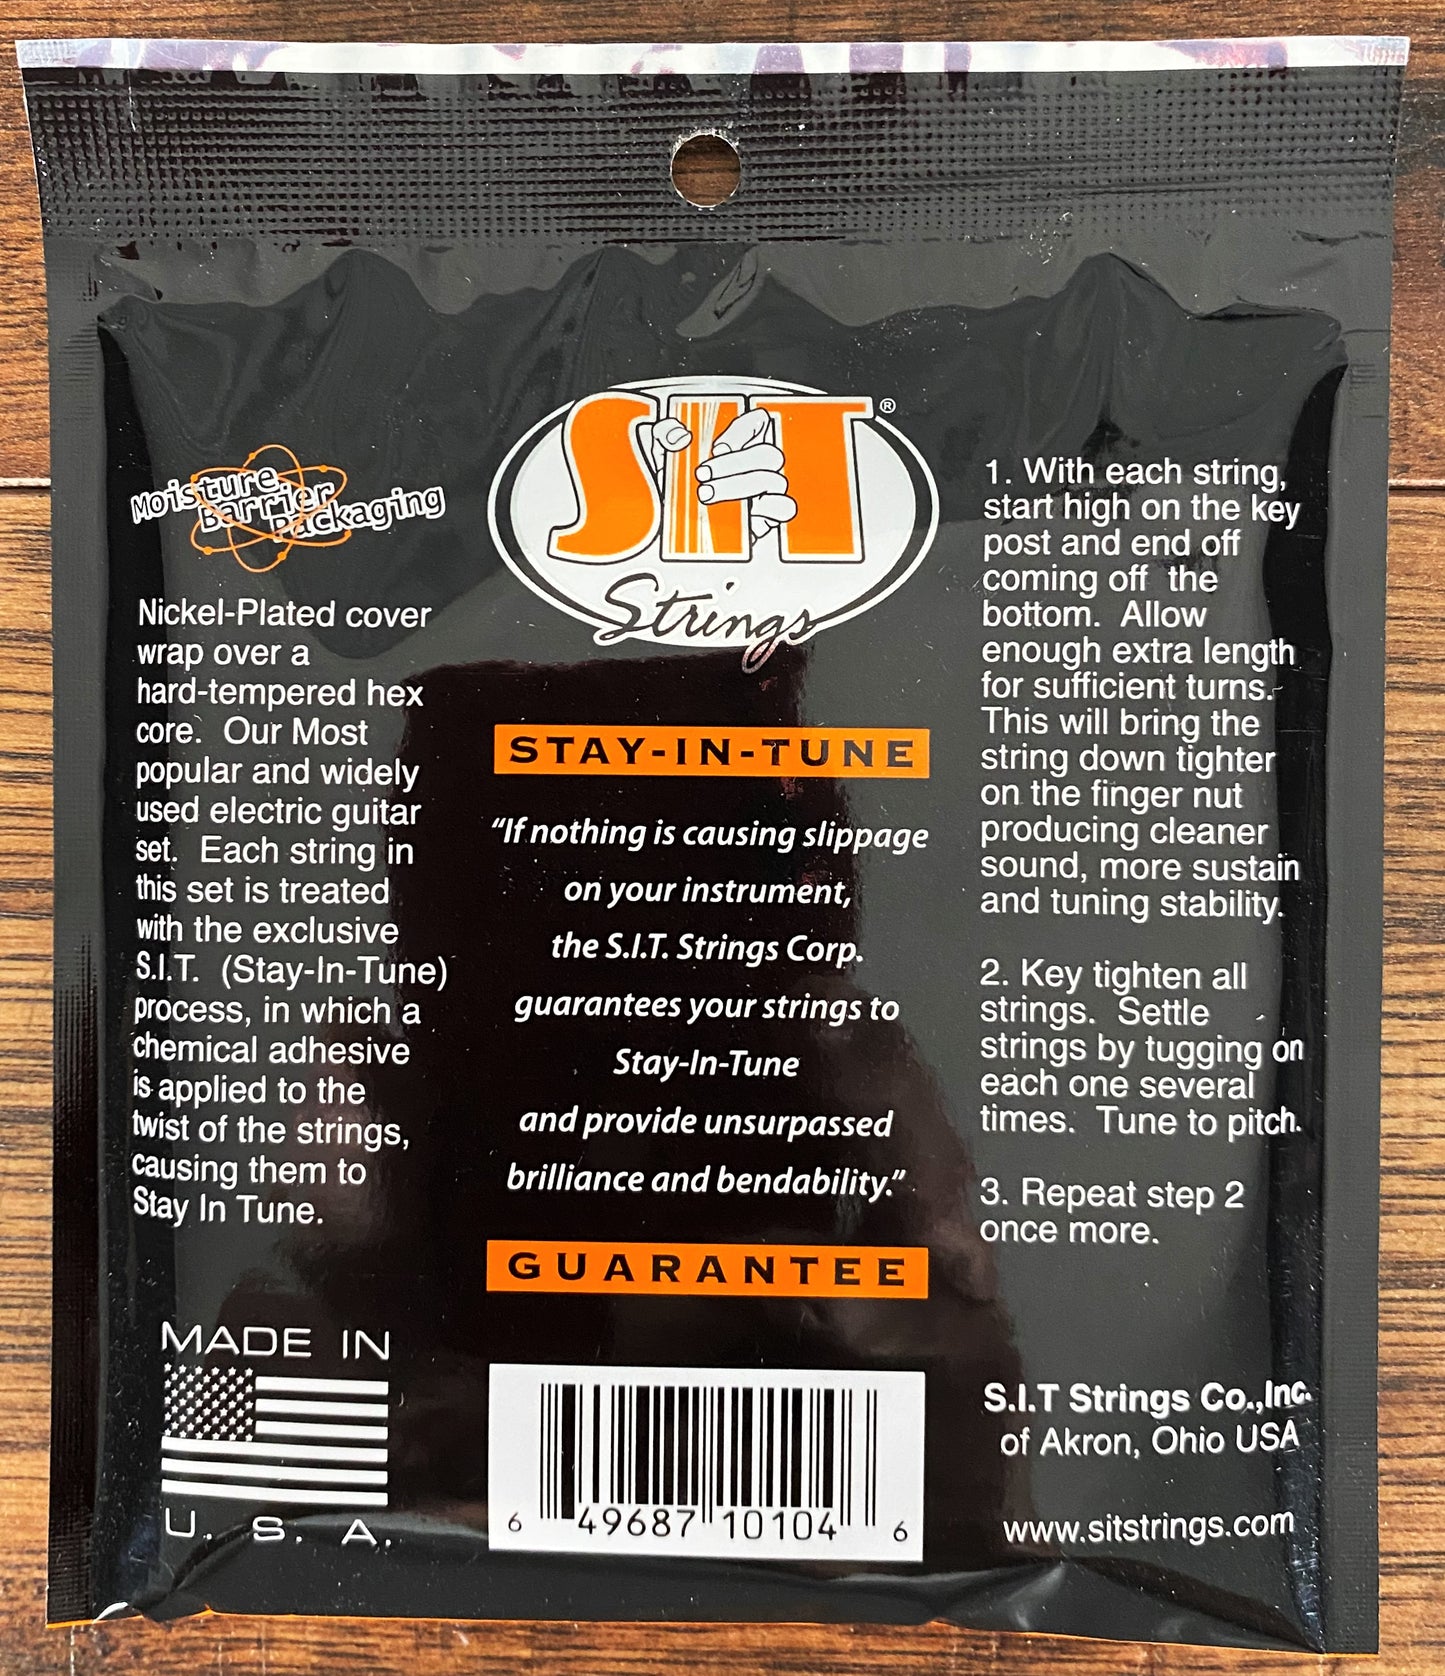 Moisture
Barrier
Packaging
Nickel-Plated cover
wrap over a
hard-tempered hex
core.  Our Most
popular and widely
used electric guitar
set.  Each string in
this set is treated
with the exclusive
S.I.T.  (Stay-In-Tune)
process, in which a
chemical adhesive
is applied to the
twist of the strings,
causing them to
Stay In Tune.
MADE IN
U. S. A.
SIT®
Strings
STAY-IN-TUNE
“If nothing is causing slippage
on your instrument,
the S.I.T. Strings Corp.
guarantees your strings to
Stay-In-Tune
and provide unsurpassed
brilliance and bendability.”
GUARANTEE
6 49687 10104 6
1. With each string,
start high on the key
post and end off
coming off  the
bottom.  Allow
enough extra length
for sufficient turns.
This will bring the
string down tighter
on the finger nut
producing cleaner
sound, more sustain
and tuning stability.
2. Key tighten all
strings.  Settle
strings by tugging on
each one several
times.  Tune to pitch.
3. Repeat step 2
once more.
S.I.T Strings Co.,Inc.
of Akron, Ohio USA
www.sitstrings.com